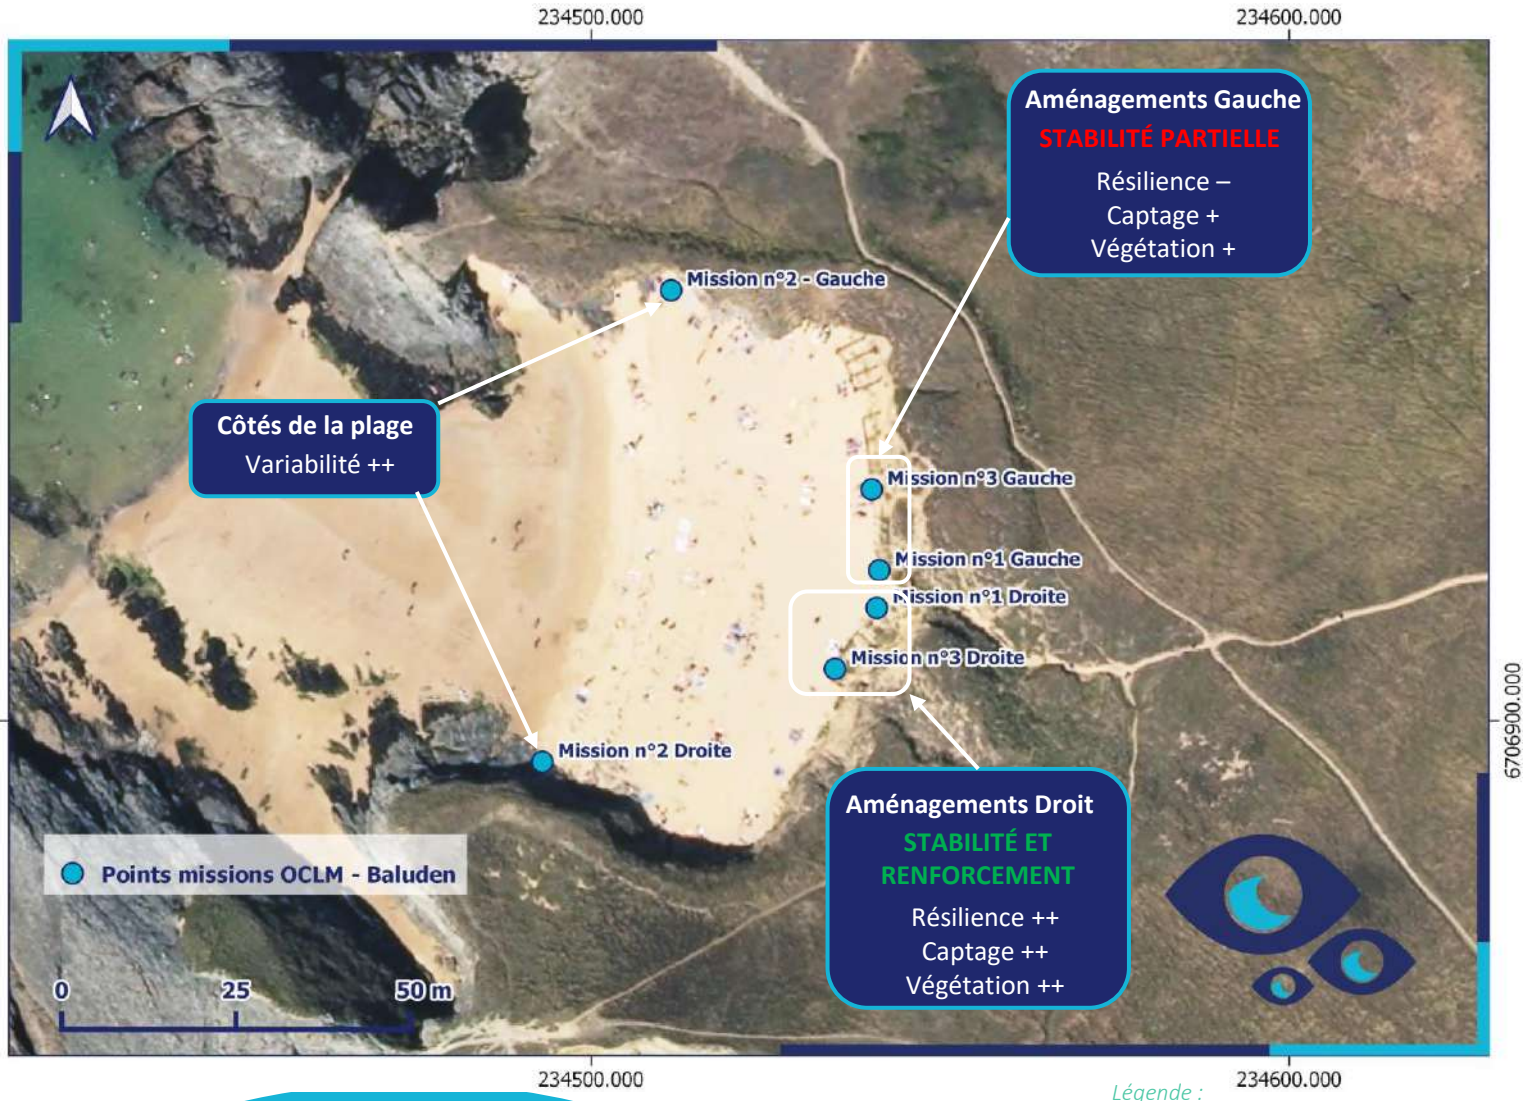 234500.000
234600.000
Aménagements Gauche
STABILITÉ PARTIELLE
Résilience –
Captage +
Végétation +
Mission n°2 - Gauche
Côtés de la plage
Variabilité ++
Mission n°3 Gauche
Mission n°1 Gauche
Mission n°1 Droite
Mission n°3 Droite
Mission n°2 Droite
6706900.000
Aménagements Droit
STABILITÉ ET
RENFORCEMENT
Résilience ++
Captage ++
Végétation ++
Points missions OCLM - Baluden
0 25 50 m
234500.000
234600.000
Légende :